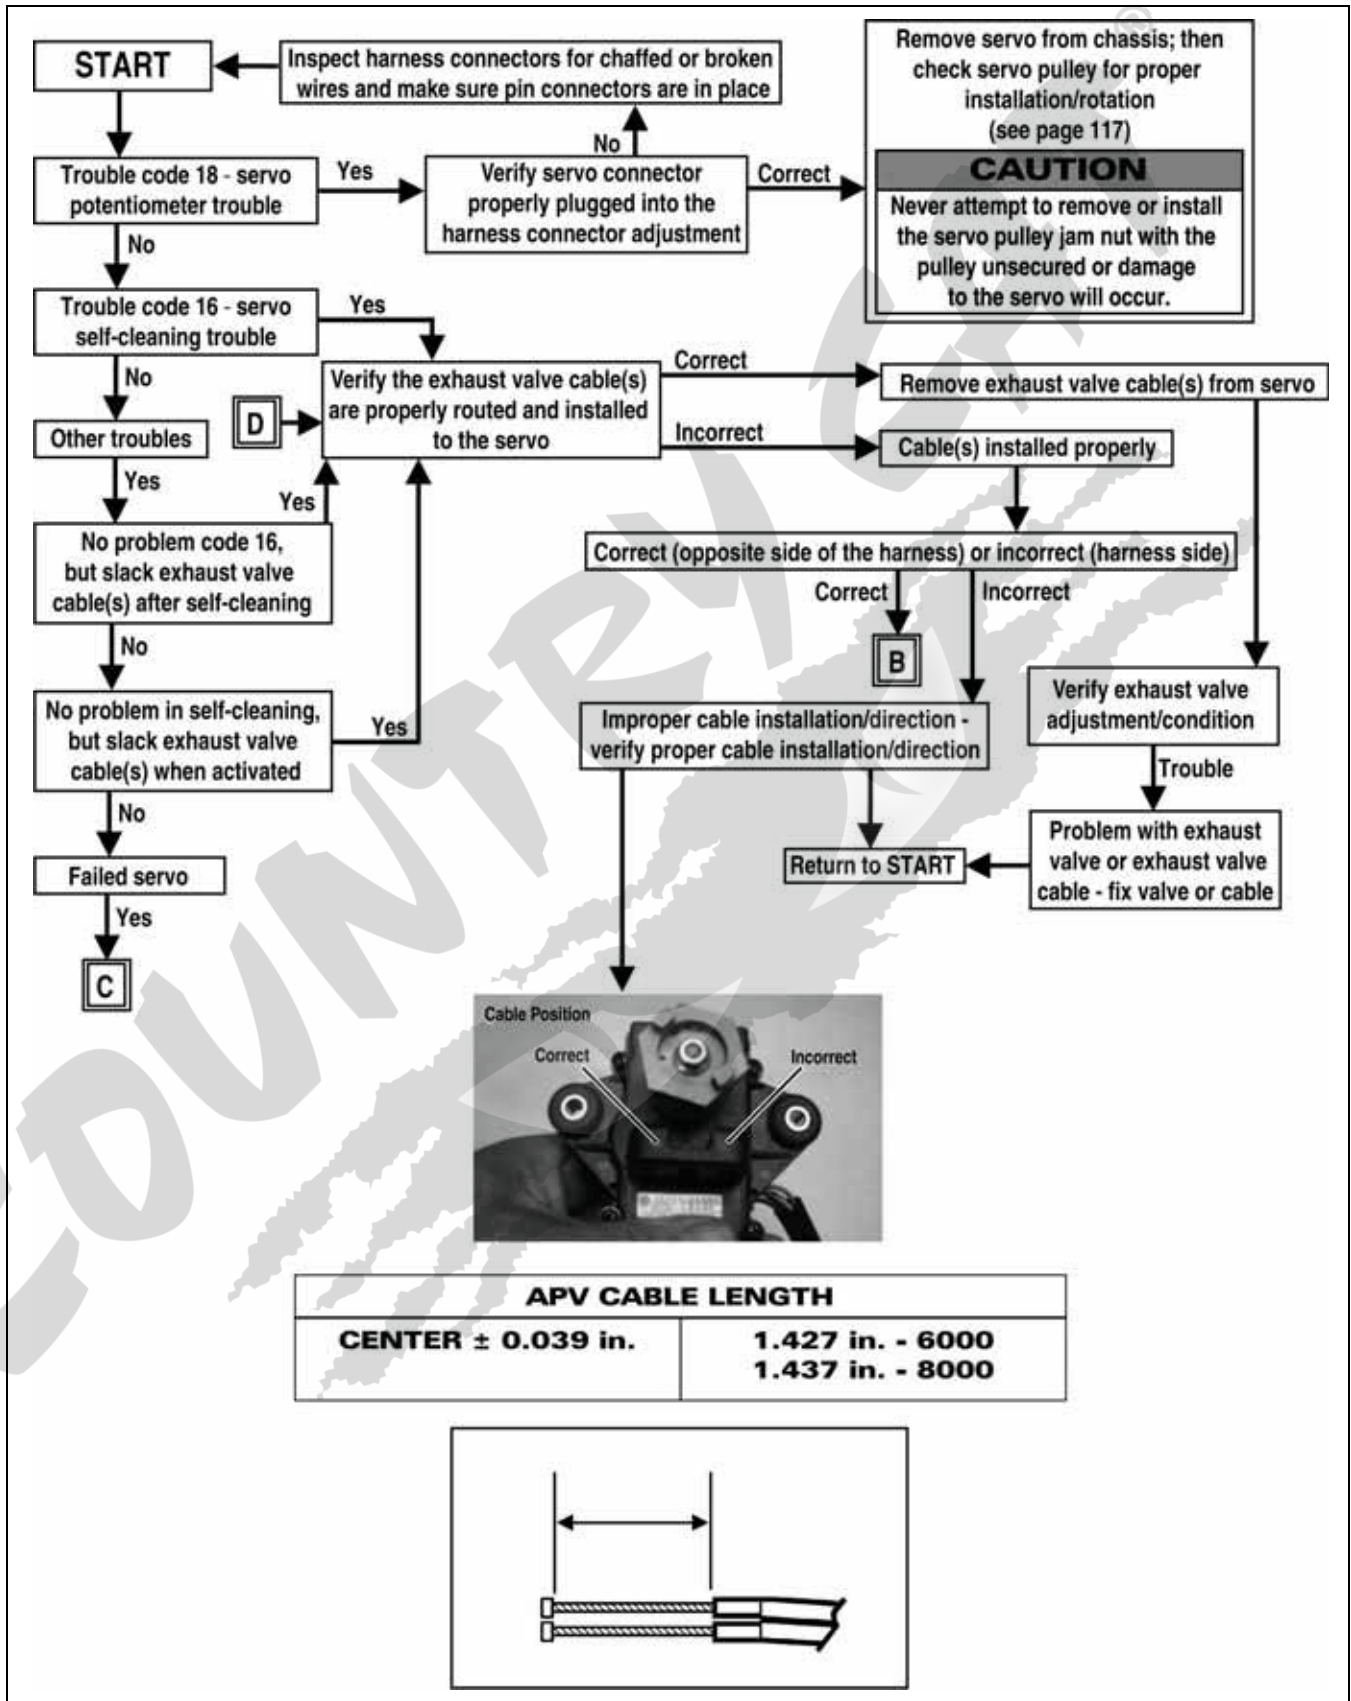 START
Inspect harness connectors for chaffed or broken
wires and make sure pin connectors are in place
Remove servo from chassis; then
check servo pulley for proper
installation/rotation
(see page 117)
CAUTION
Never attempt to remove or install
the servo pulley jam nut with the
pulley unsecured or damage
to the servo will occur.
No
Trouble code 18 - servo
potentiometer trouble
Yes
Verify servo connector
properly plugged into the
harness connector adjustment
Correct
No
Trouble code 16 - servo
self-cleaning trouble
Yes
No
Other troubles
D
Verify the exhaust valve cable(s)
are properly routed and installed
to the servo
Correct
Remove exhaust valve cable(s) from servo
Incorrect
Cable(s) installed properly
Yes
Yes
No problem code 16,
but slack exhaust valve
cable(s) after self-cleaning
Correct (opposite side of the harness) or incorrect (harness side)
Correct
Incorrect
B
No
No problem in self-cleaning,
but slack exhaust valve
cable(s) when activated
Yes
Improper cable installation/direction -
verify proper cable installation/direction
Verify exhaust valve
adjustment/condition
Trouble
No
Failed servo
Return to START
Problem with exhaust
valve or exhaust valve
cable - fix valve or cable
Yes
C
Cable Position
Correct
Incorrect
APV CABLE LENGTH
CENTER ± 0.039 in.
1.427 in. - 6000
1.437 in. - 8000
COUNTRY CAT
®